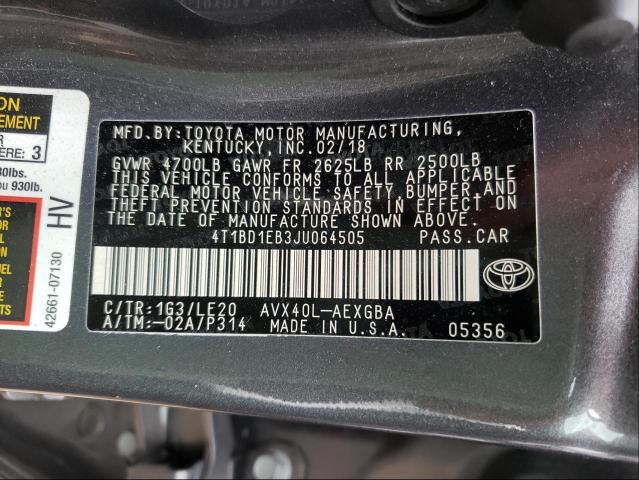 MFD. BY: TOYOTA MOTOR MANUFACTURING,
KENTUCKY, INC. 02/18
GVWR 4700LB GAWR FR 2625LB RR 2500LB
THIS VEHICLE CONFORMS TO ALL APPLICABLE
FEDERAL MOTOR VEHICLE SAFETY, BUMPER, AND
THEFT PREVENTION STANDARDS IN EFFECT ON
THE DATE OF MANUFACTURE SHOWN ABOVE.
4T1BD1EB3JU064505 PASS.CAR
C/TR: 1G3/LE20 AVX40L-AEXGBA
A/TM:-02A/P314 MADE IN U.S.A. 05356
ON
EMENT
R
ERE: 3
30lbs.
u 930lb.
HV
42661-07130